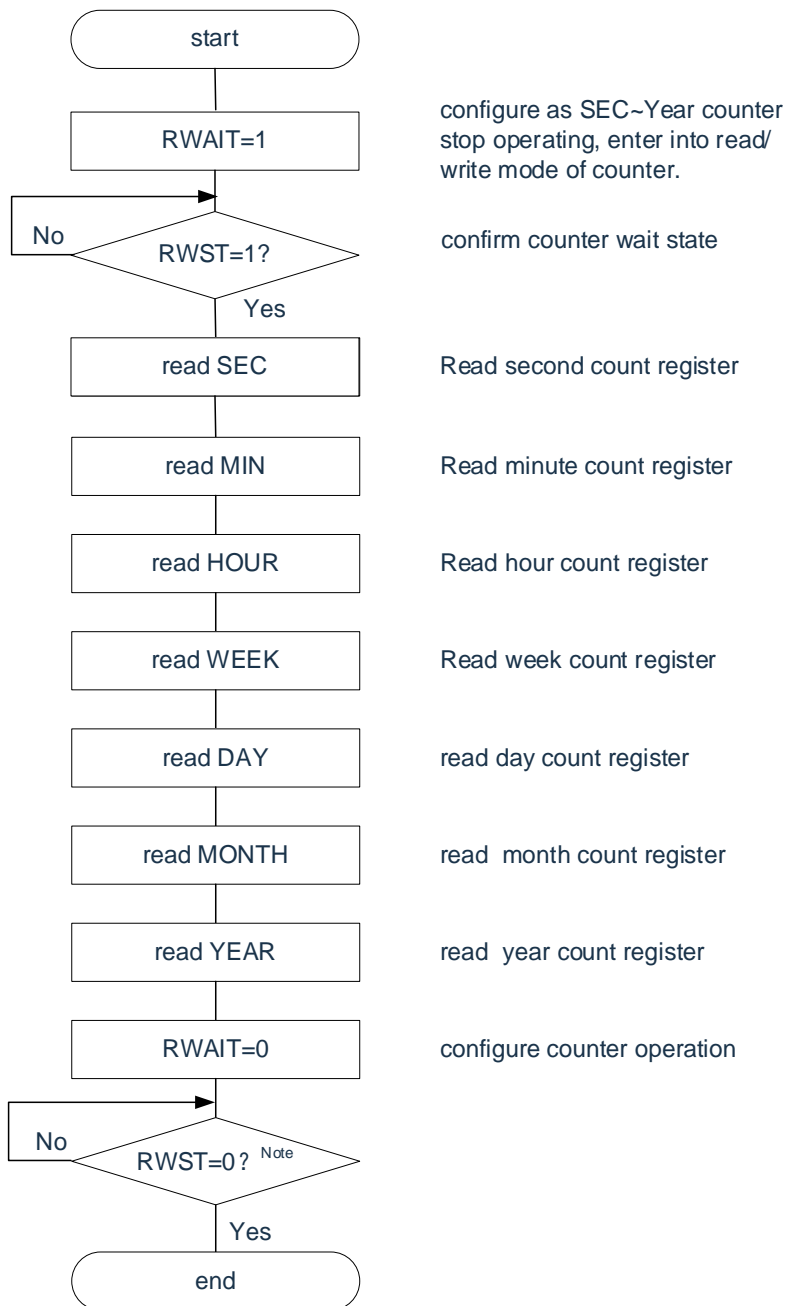 start
RWAIT=1
configure as SEC~Year counter
stop operating, enter into read/
write mode of counter.
No
RWST=1?
confirm counter wait state
Yes
read SEC
Read second count register
read MIN
Read minute count register
read HOUR
Read hour count register
read WEEK
Read week count register
read DAY
read day count register
read MONTH
read  month count register
read YEAR
read  year count register
RWAIT=0
configure counter operation
No
RWST=0? Note
Yes
end